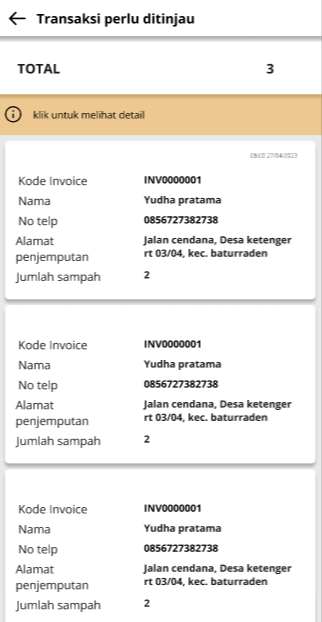 Transaksi perlu ditinjau
TOTAL 3
klik untuk melihat detail
27/04/2023
Kode Invoice INV0000001
Nama Yudha pratama
No telp 0856727382738
Alamat penjemputan Jalan cendana, Desa ketenger
rt 03/04, kec. baturraden
Jumlah sampah 2
Kode Invoice INV0000001
Nama Yudha pratama
No telp 0856727382738
Alamat penjemputan Jalan cendana, Desa ketenger
rt 03/04, kec. baturraden
Jumlah sampah 2
Kode Invoice INV0000001
Nama Yudha pratama
No telp 0856727382738
Alamat penjemputan Jalan cendana, Desa ketenger
rt 03/04, kec. baturraden
Jumlah sampah 2